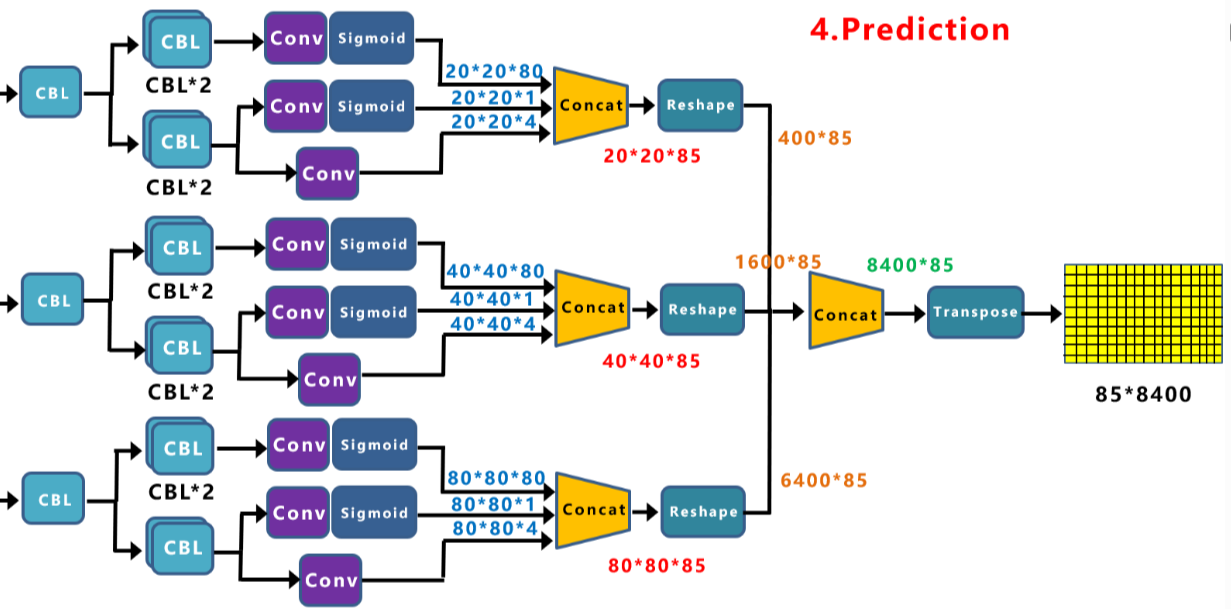 4.Prediction
CBL
CBL
CBL*2
Conv
Sigmoid
20*20*80
CBL
CBL*2
Conv
Sigmoid
20*20*1
Conv
20*20*4
Concat
20*20*85
Reshape
400*85
CBL
CBL
CBL*2
Conv
Sigmoid
40*40*80
CBL
CBL*2
Conv
Sigmoid
40*40*1
Conv
40*40*4
Concat
40*40*85
Reshape
1600*85
Concat
8400*85
Transpose
85*8400
CBL
CBL
CBL*2
Conv
Sigmoid
80*80*80
CBL
Conv
Sigmoid
80*80*1
Conv
80*80*4
Concat
80*80*85
Reshape
6400*85